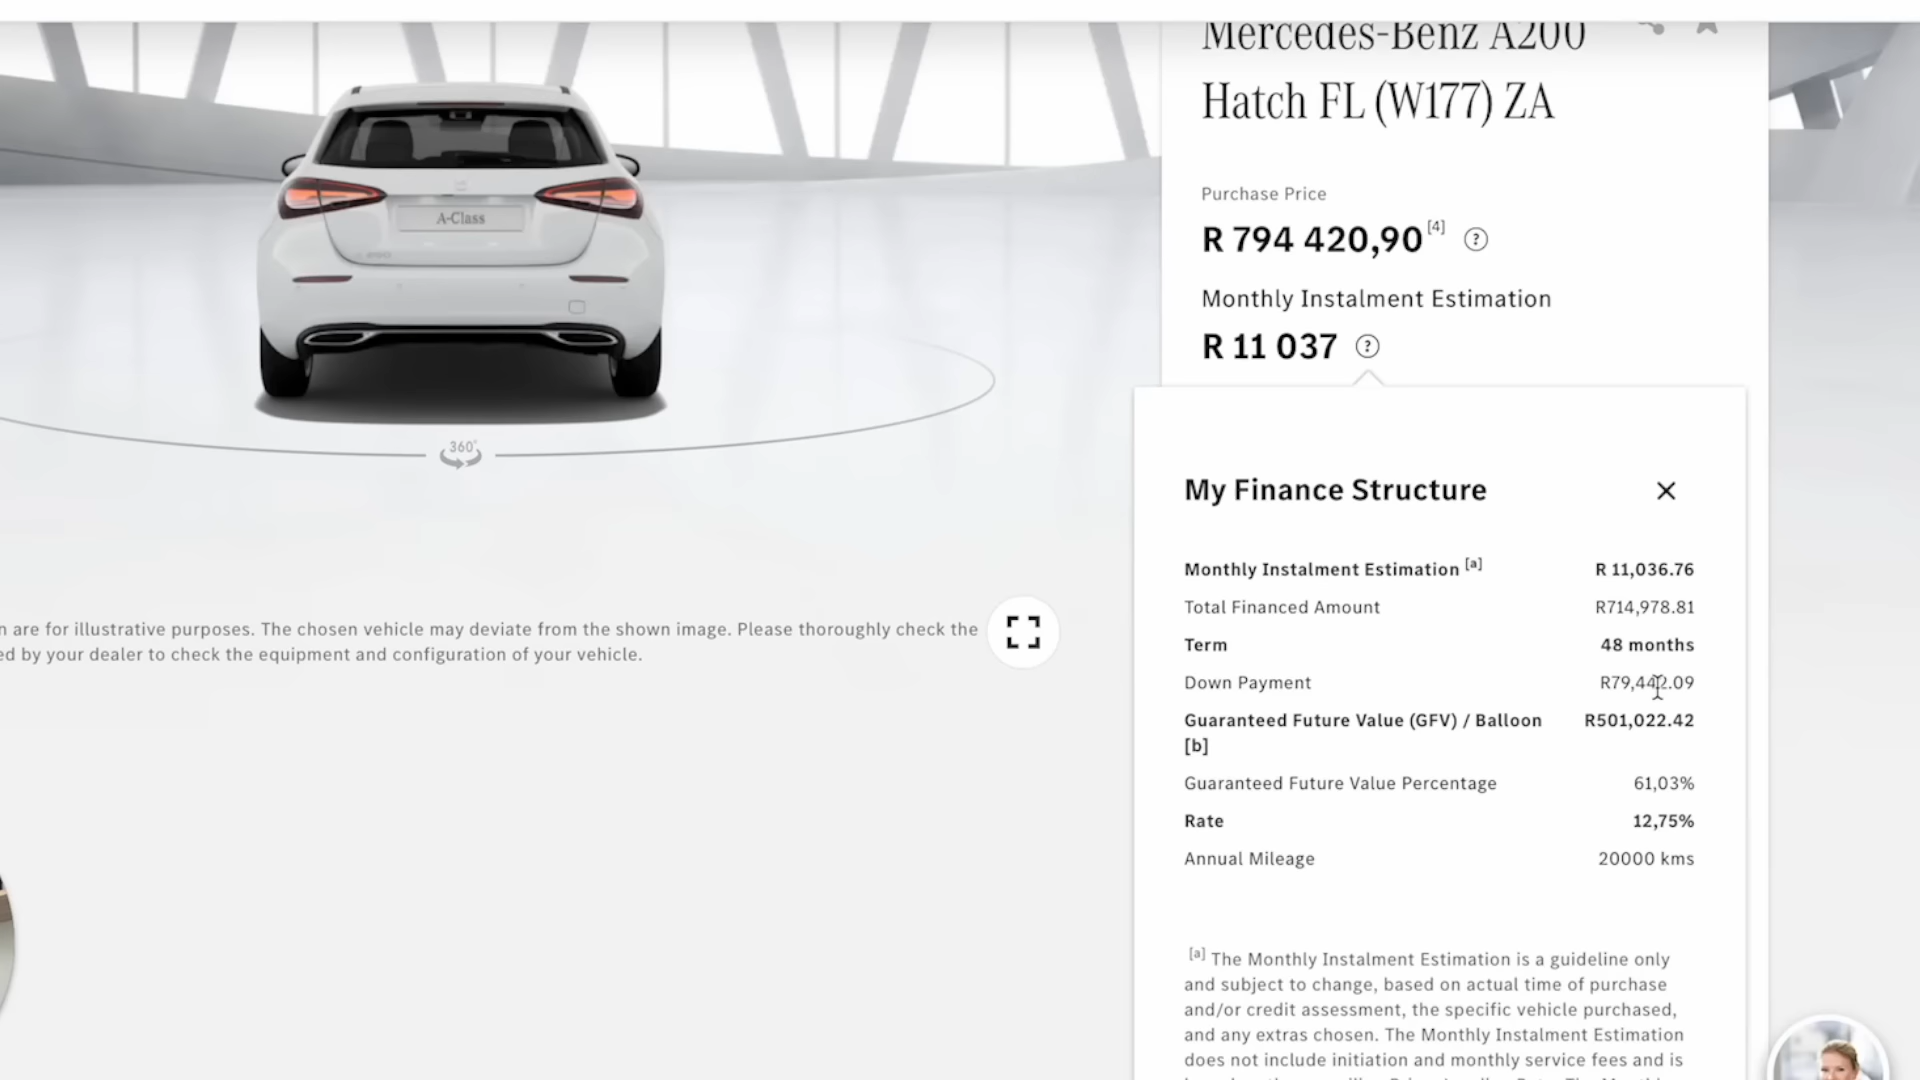 Mercedes-Benz A200
Hatch FL (W177) ZA
Purchase Price
R 794 420,90 [4] ?
Monthly Instalment Estimation
R 11 037 ?
A-Class
360°
n are for illustrative purposes. The chosen vehicle may deviate from the shown image. Please thoroughly check the
ed by your dealer to check the equipment and configuration of your vehicle.
My Finance Structure
Monthly Instalment Estimation [a] R 11,036.76
Total Financed Amount R714,978.81
Term 48 months
Down Payment R79,442.09
Guaranteed Future Value (GFV) / Balloon R501,022.42
[b]
Guaranteed Future Value Percentage 61,03%
Rate 12,75%
Annual Mileage 20000 kms
[a] The Monthly Instalment Estimation is a guideline only
and subject to change, based on actual time of purchase
and/or credit assessment, the specific vehicle purchased,
and any extras chosen. The Monthly Instalment Estimation
does not include initiation and monthly service fees and is